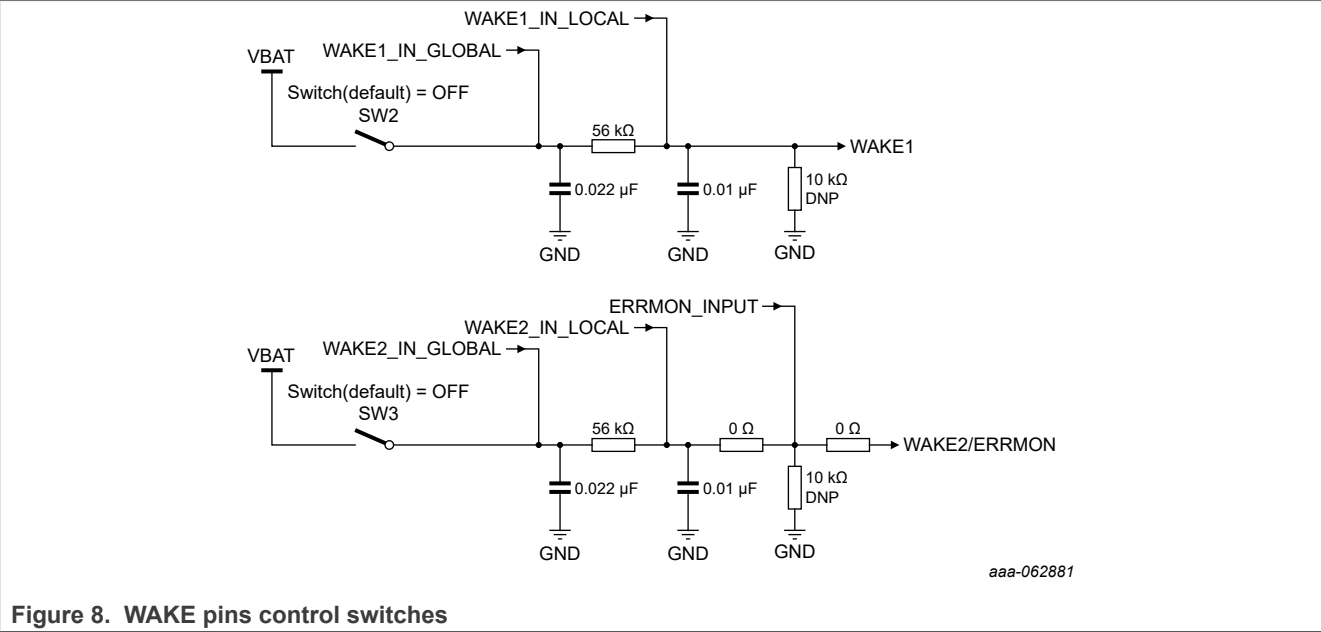 WAKE1_IN_LOCAL
WAKE1_IN_GLOBAL
VBAT
Switch(default) = OFF
SW2
56 kΩ
WAKE1
0.022 µF
0.01 µF
10 kΩ
DNP
GND
GND
GND
ERRMON_INPUT
WAKE2_IN_LOCAL
WAKE2_IN_GLOBAL
VBAT
Switch(default) = OFF
SW3
56 kΩ
0 Ω
0 Ω
WAKE2/ERRMON
0.022 µF
0.01 µF
10 kΩ
DNP
GND
GND
GND
aaa-062881
Figure 8. WAKE pins control switches